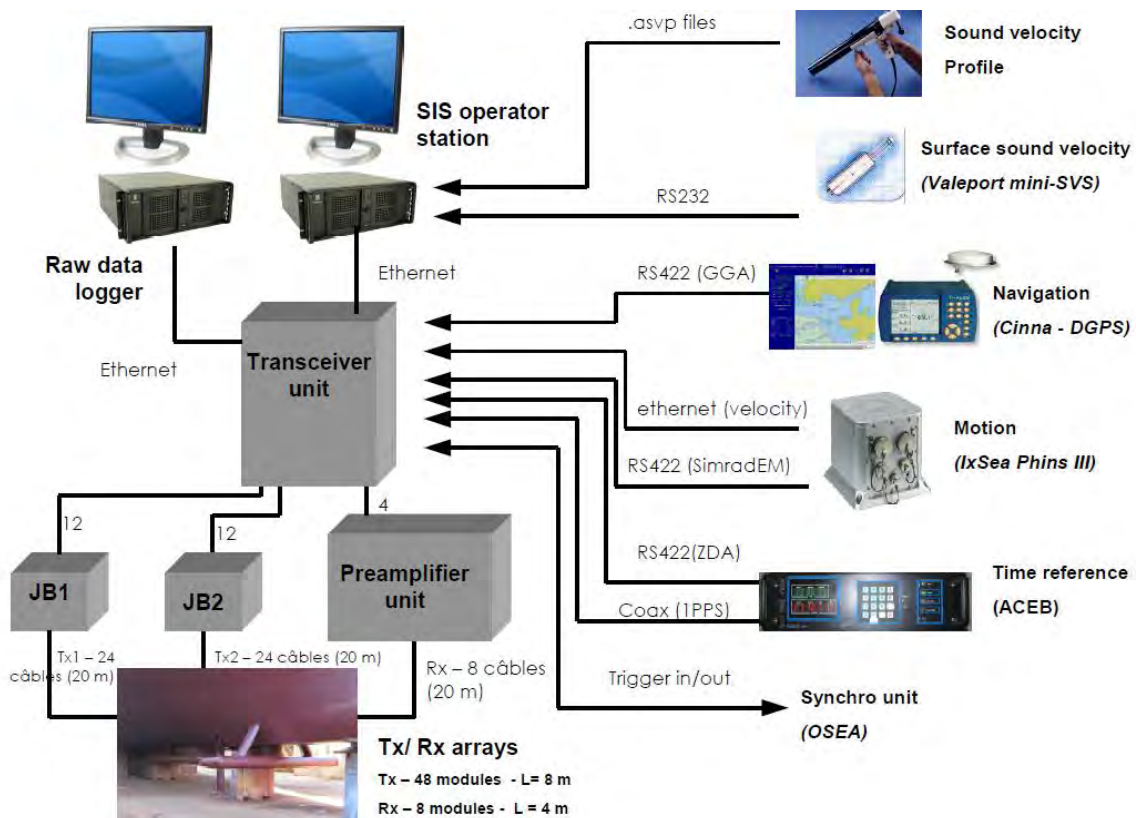 .asvp files
Sound velocity
Profile
SIS operator
station
Surface sound velocity
(Valeport mini-SVS)
RS232
Raw data
logger
Ethernet
RS422 (GGA)
Navigation
(Cinna - DGPS)
Ethernet
Transceiver
unit
ethernet (velocity)
Motion
(IxSea Phins III)
RS422 (SimradEM)
12
12
4
JB1
JB2
Preamplifier
unit
RS422(ZDA)
Time reference
(ACEB)
Coax (1PPS)
Tx1 – 24
câbles (20 m)
Tx2 – 24 câbles (20 m)
Rx – 8 câbles
(20 m)
Trigger in/out
Synchro unit
(OSEA)
Tx/ Rx arrays
Tx – 48 modules - L= 8 m
Rx – 8 modules - L = 4 m